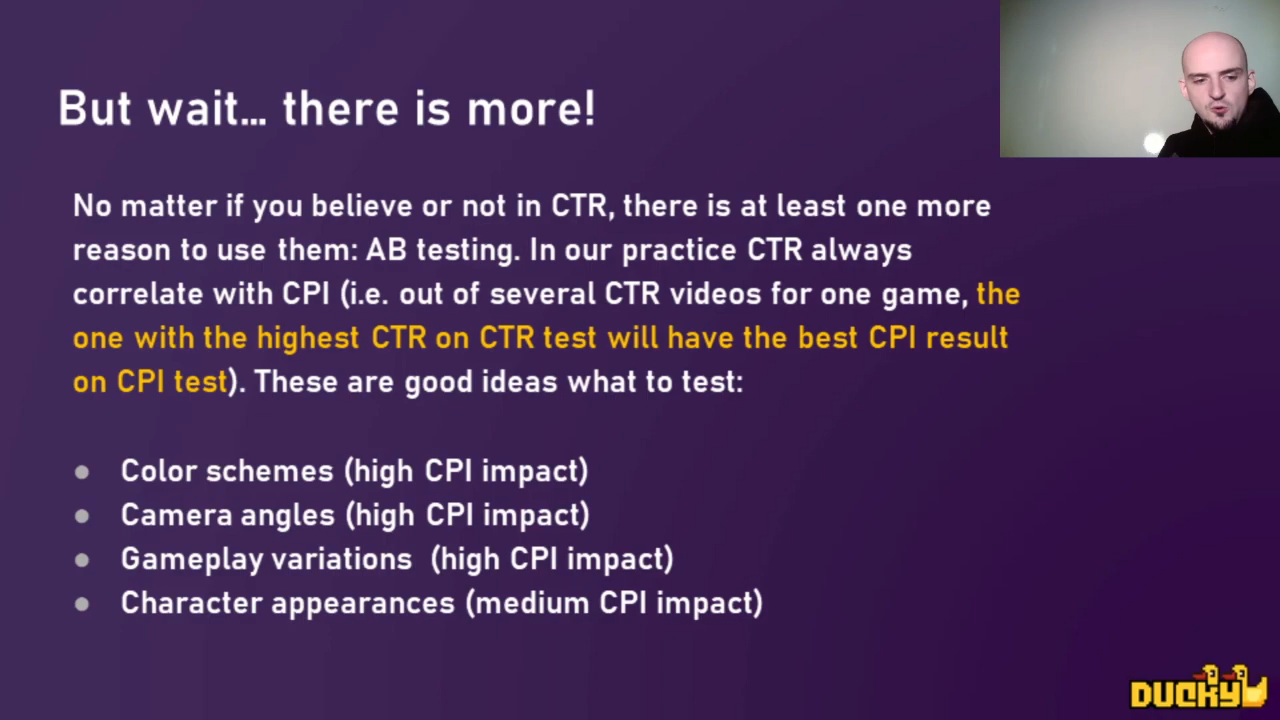 But wait... there is more!
No matter if you believe or not in CTR, there is at least one more
reason to use them: AB testing. In our practice CTR always
correlate with CPI (i.e. out of several CTR videos for one game, the
one with the highest CTR on CTR test will have the best CPI result
on CPI test). These are good ideas what to test:
● Color schemes (high CPI impact)
● Camera angles (high CPI impact)
● Gameplay variations (high CPI impact)
● Character appearances (medium CPI impact)
DUCKY